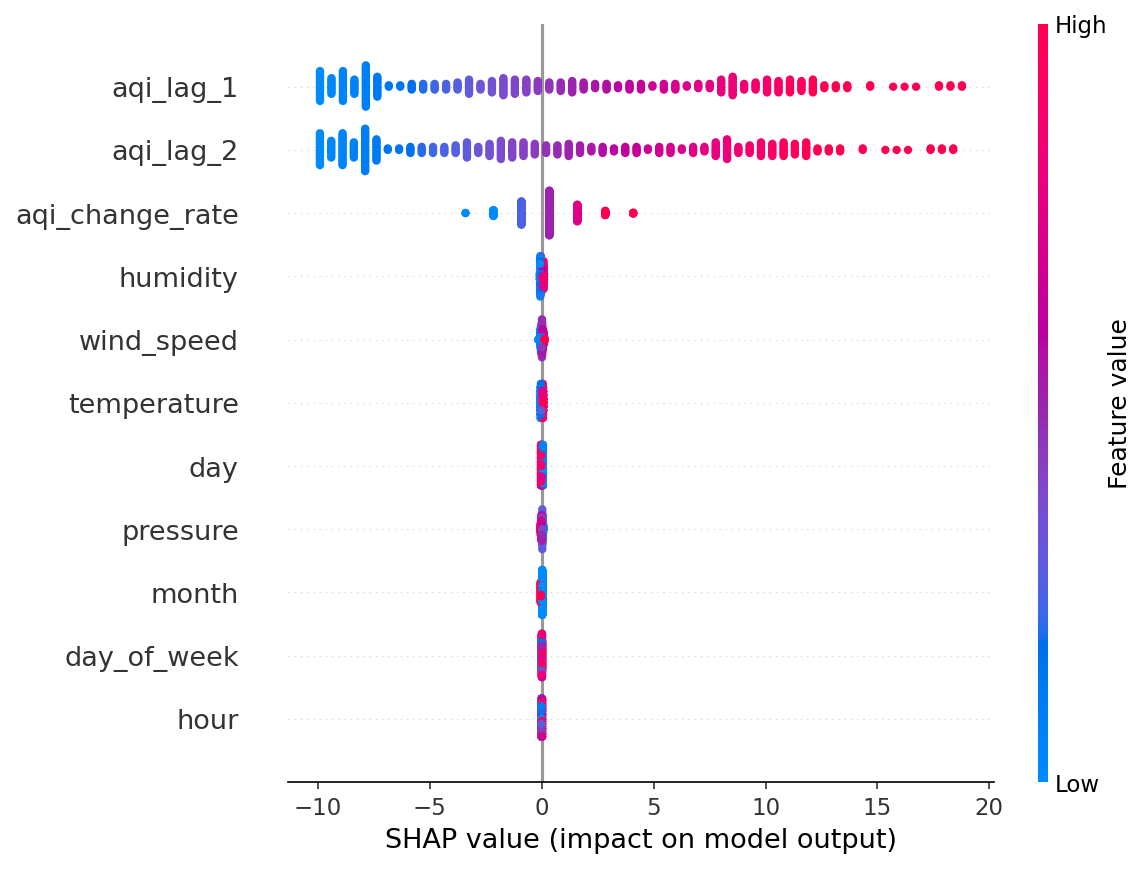 High
aqi_lag_1
aqi_lag_2
aqi_change_rate
humidity
wind_speed
temperature
day
pressure
month
day_of_week
hour
Feature value
Low
−10 −5 0 5 10 15 20
SHAP value (impact on model output)